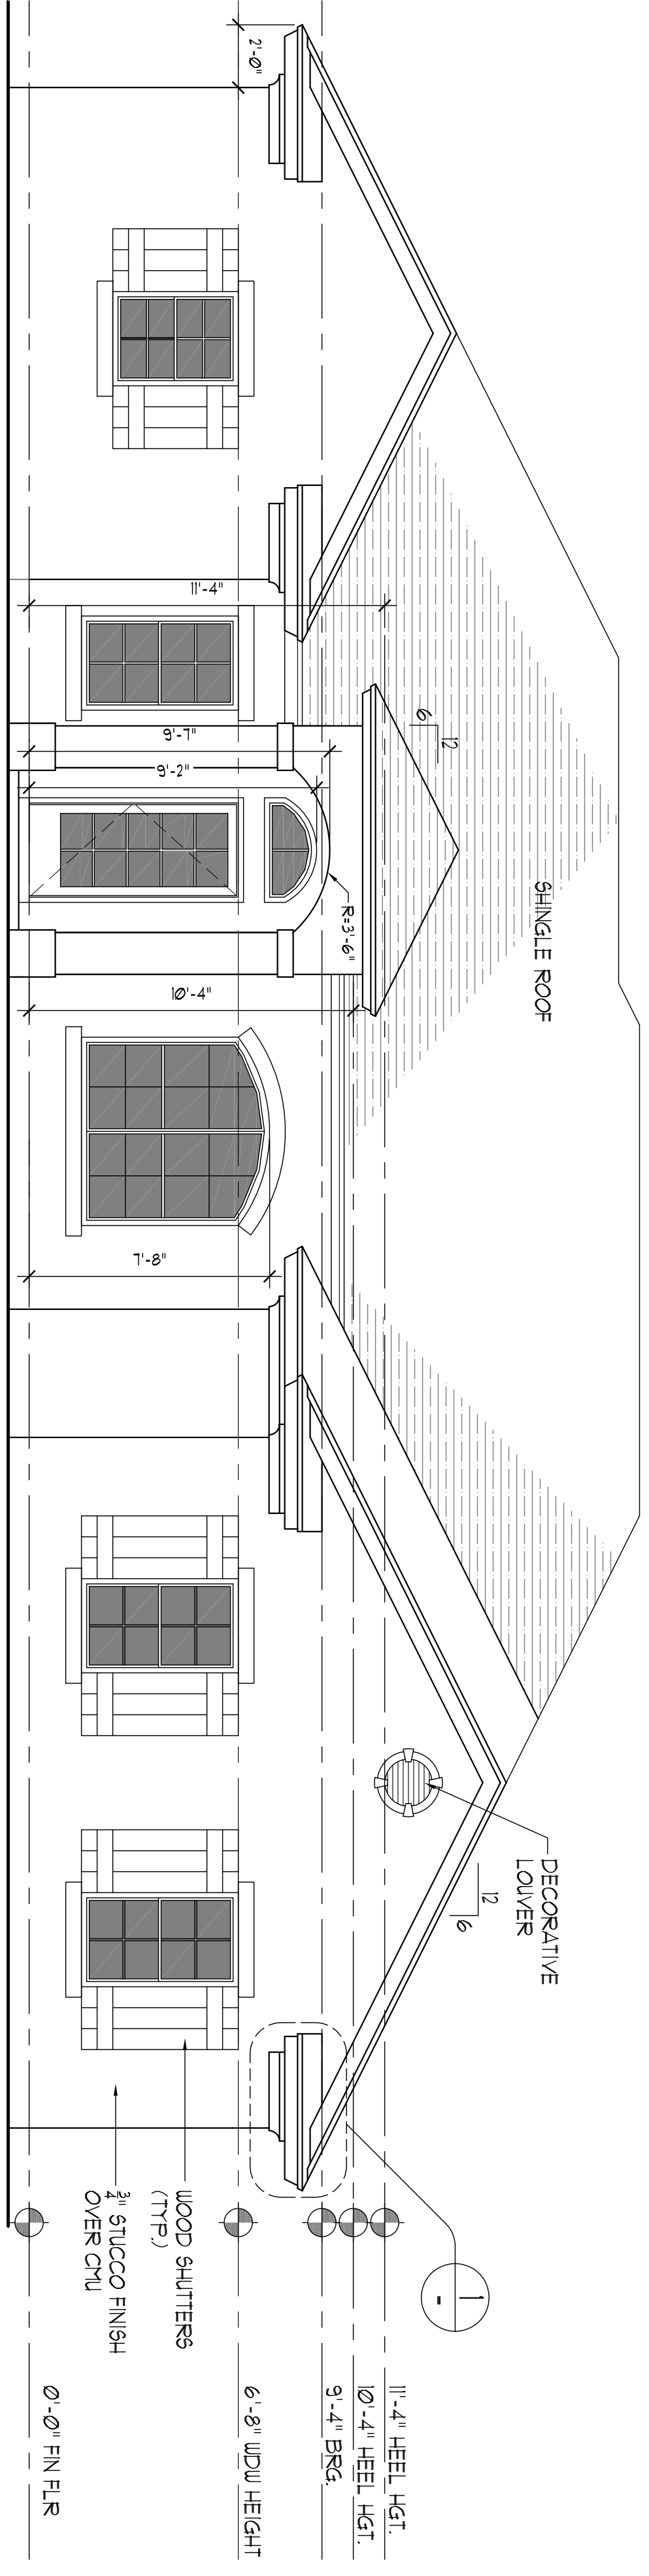 2'-0"
11'-4"
6
12
9'-7"
9'-2"
R=3'-6"
SHINGLE ROOF
10'-4"
7'-8"
DECORATIVE
LOUVER
12
6
WOOD SHUTTERS
(TYP.)
3/4" STUCCO FINISH
OVER CMU
1
-
11'-4" HEEL HGT.
10'-4" HEEL HGT.
9'-4" BRG.
6'-8" WDW HEIGHT
0'-0" FIN FLR